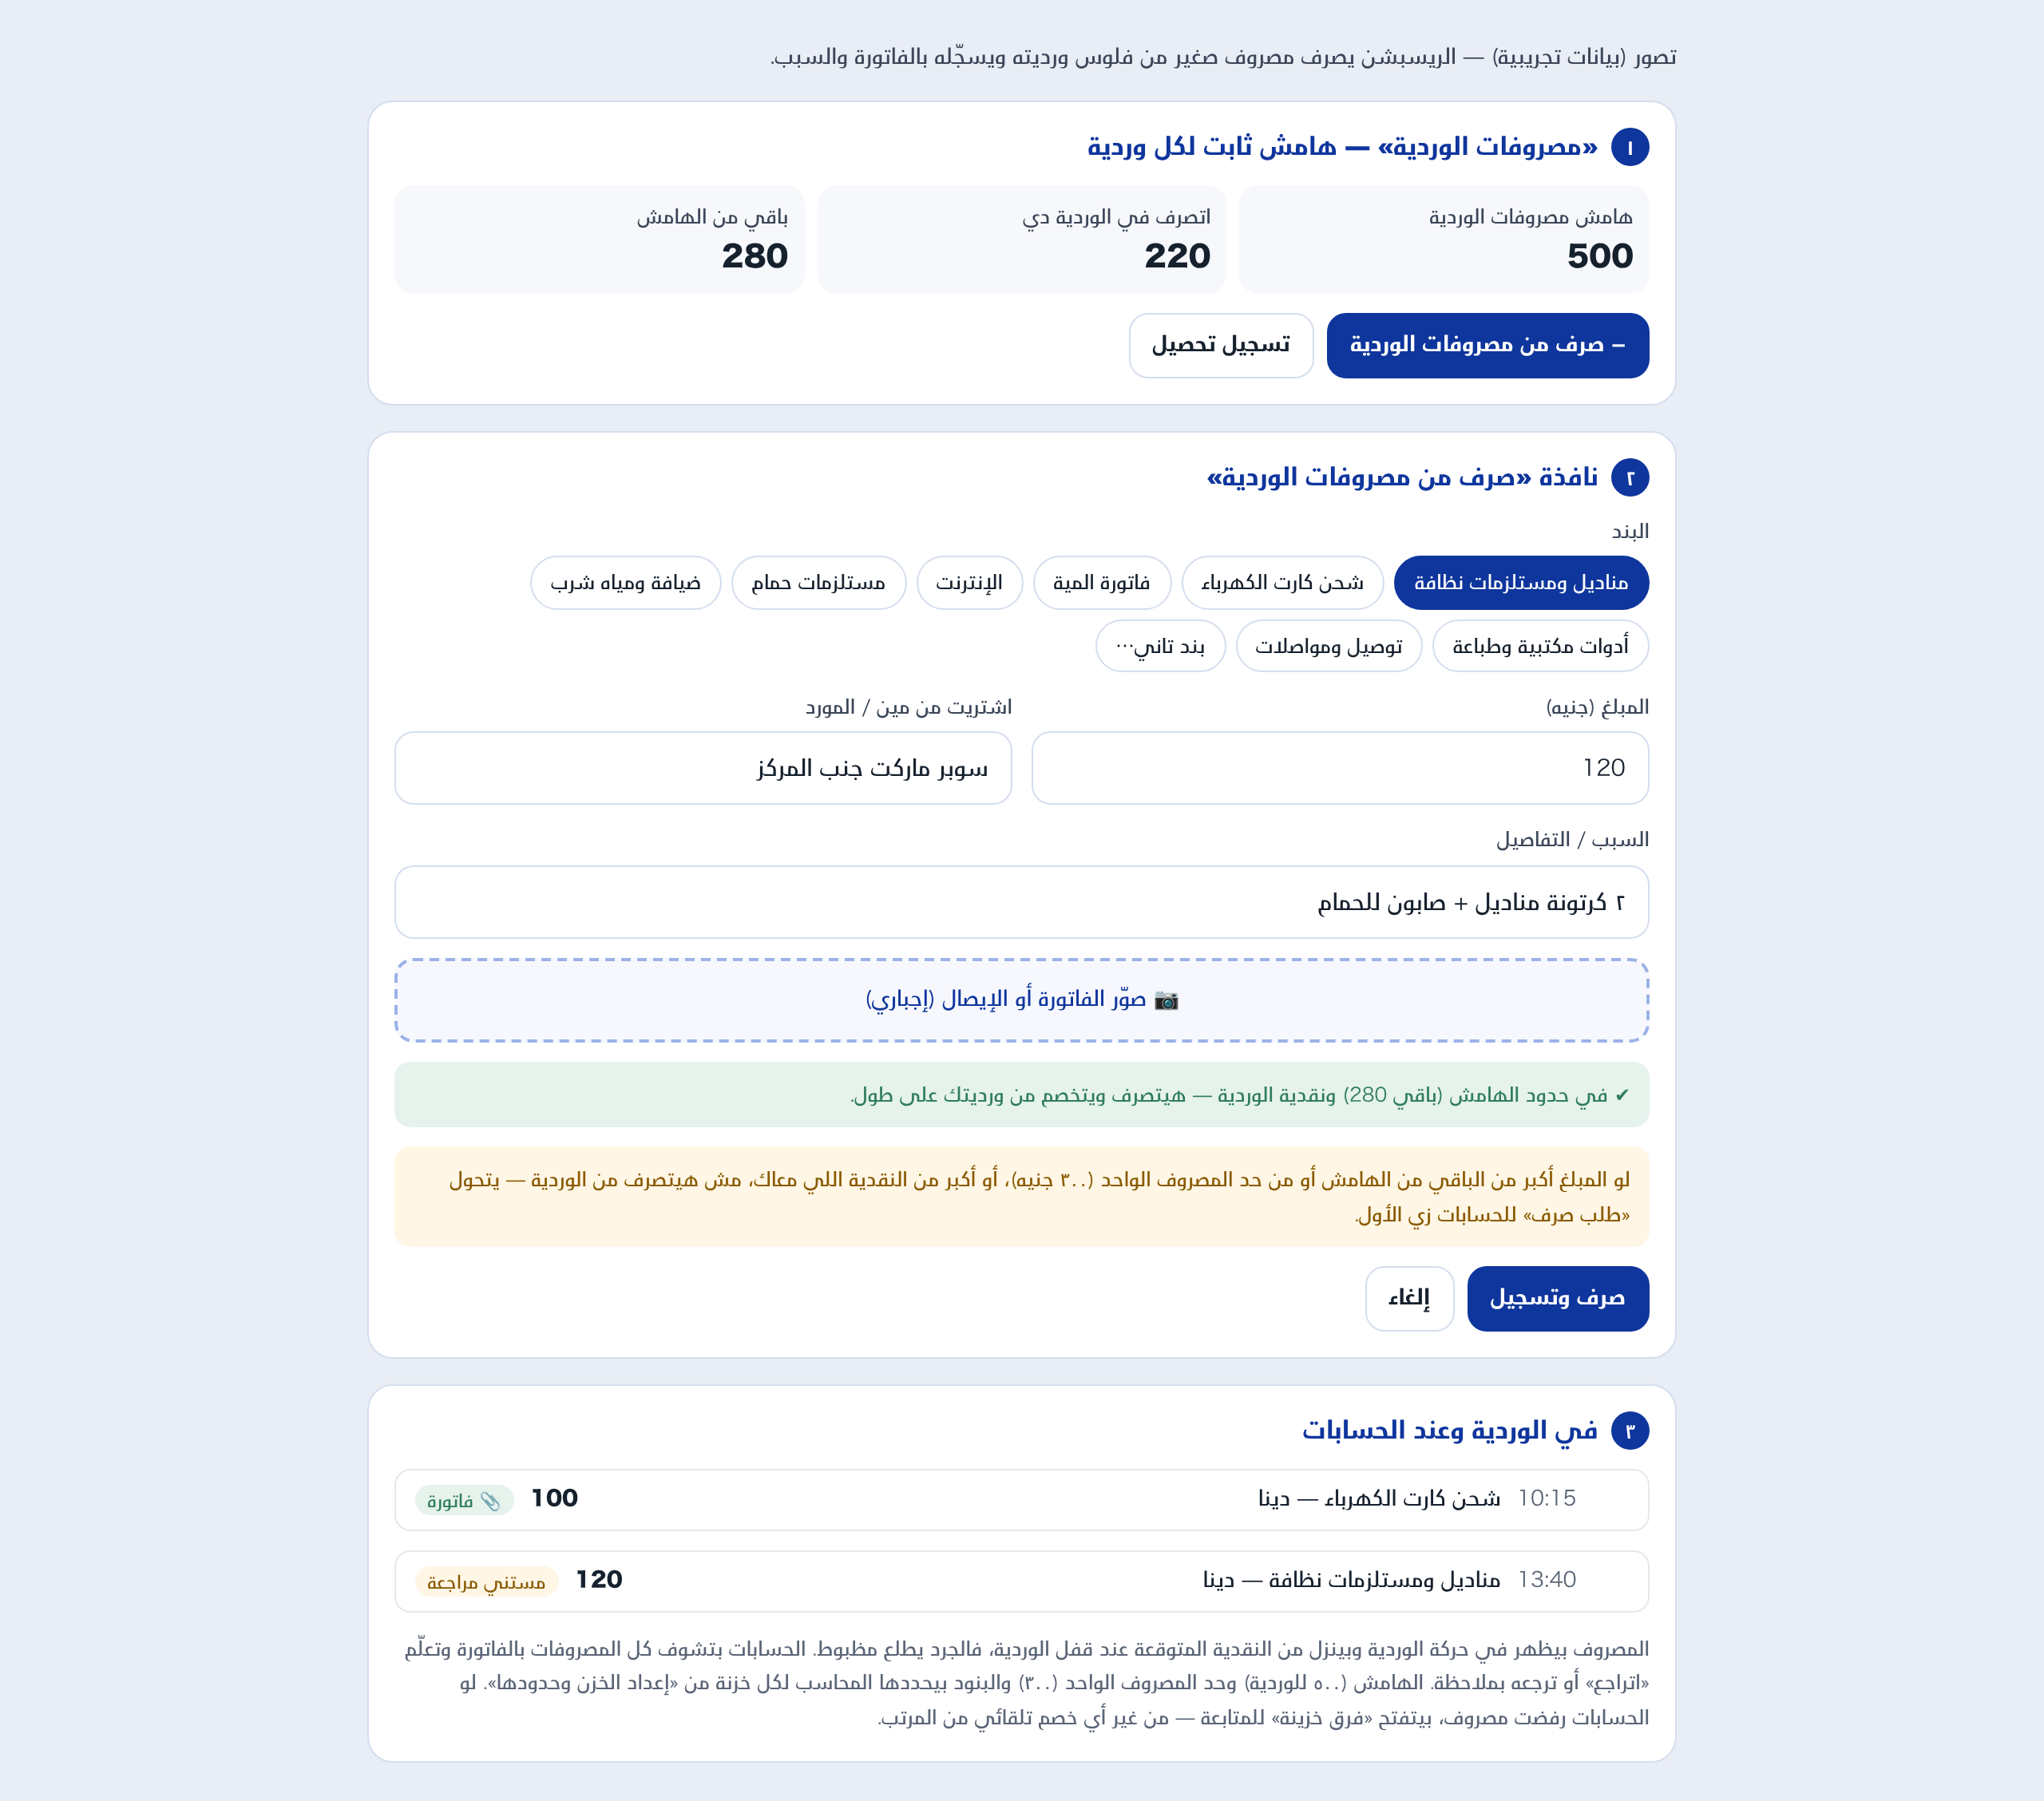 تصور (بيانات تجريبية) — الريسبشن يصرف مصروف صغير من فلوس ورديته ويسجّله بالفاتورة والسبب.
١ «مصروفات الوردية» — هامش ثابت لكل وردية
هامش مصروفات الوردية
500
اتصرف في الوردية دي
220
باقي من الهامش
280
– صرف من مصروفات الوردية
تسجيل تحصيل
٢ نافذة «صرف من مصروفات الوردية»
البند
مناديل ومستلزمات نظافة
شحن كارت الكهرباء
فاتورة المية
الإنترنت
مستلزمات حمام
ضيافة ومياه شرب
أدوات مكتبية وطباعة
توصيل ومواصلات
بند تاني…
المبلغ (جنيه)
120
اشتريت من مين / المورد
سوبر ماركت جنب المركز
السبب / التفاصيل
٢ كرتونة مناديل + صابون للحمام
📷 صوّر الفاتورة أو الإيصال (إجباري)
✔ في حدود الهامش (باقي 280) ونقدية الوردية — هيتصرف ويتخصم من ورديتك على طول.
لو المبلغ أكبر من الباقي من الهامش أو من حد المصروف الواحد (٣٠٠ جنيه)، أو أكبر من النقدية اللي معاك، مش هيتصرف من الوردية — يتحول
«طلب صرف» للحسابات زي الأول.
صرف وتسجيل
إلغاء
٣ في الوردية وعند الحسابات
10:15 شحن كارت الكهرباء — دينا 100 📎 فاتورة
13:40 مناديل ومستلزمات نظافة — دينا 120 مستني مراجعة
المصروف بيظهر في حركة الوردية وبينزل من النقدية المتوقعة عند قفل الوردية، فالجرد يطلع مظبوط. الحسابات بتشوف كل المصروفات بالفاتورة وتعلّم
«اتراجع» أو ترجعه بملاحظة. الهامش (٥٠٠ للوردية) وحد المصروف الواحد (٣٠٠) والبنود بيحددها المحاسب لكل خزنة من «إعداد الخزن وحدودها». لو
الحسابات رفضت مصروف، بيتفتح «فرق خزينة» للمتابعة — من غير أي خصم تلقائي من المرتب.